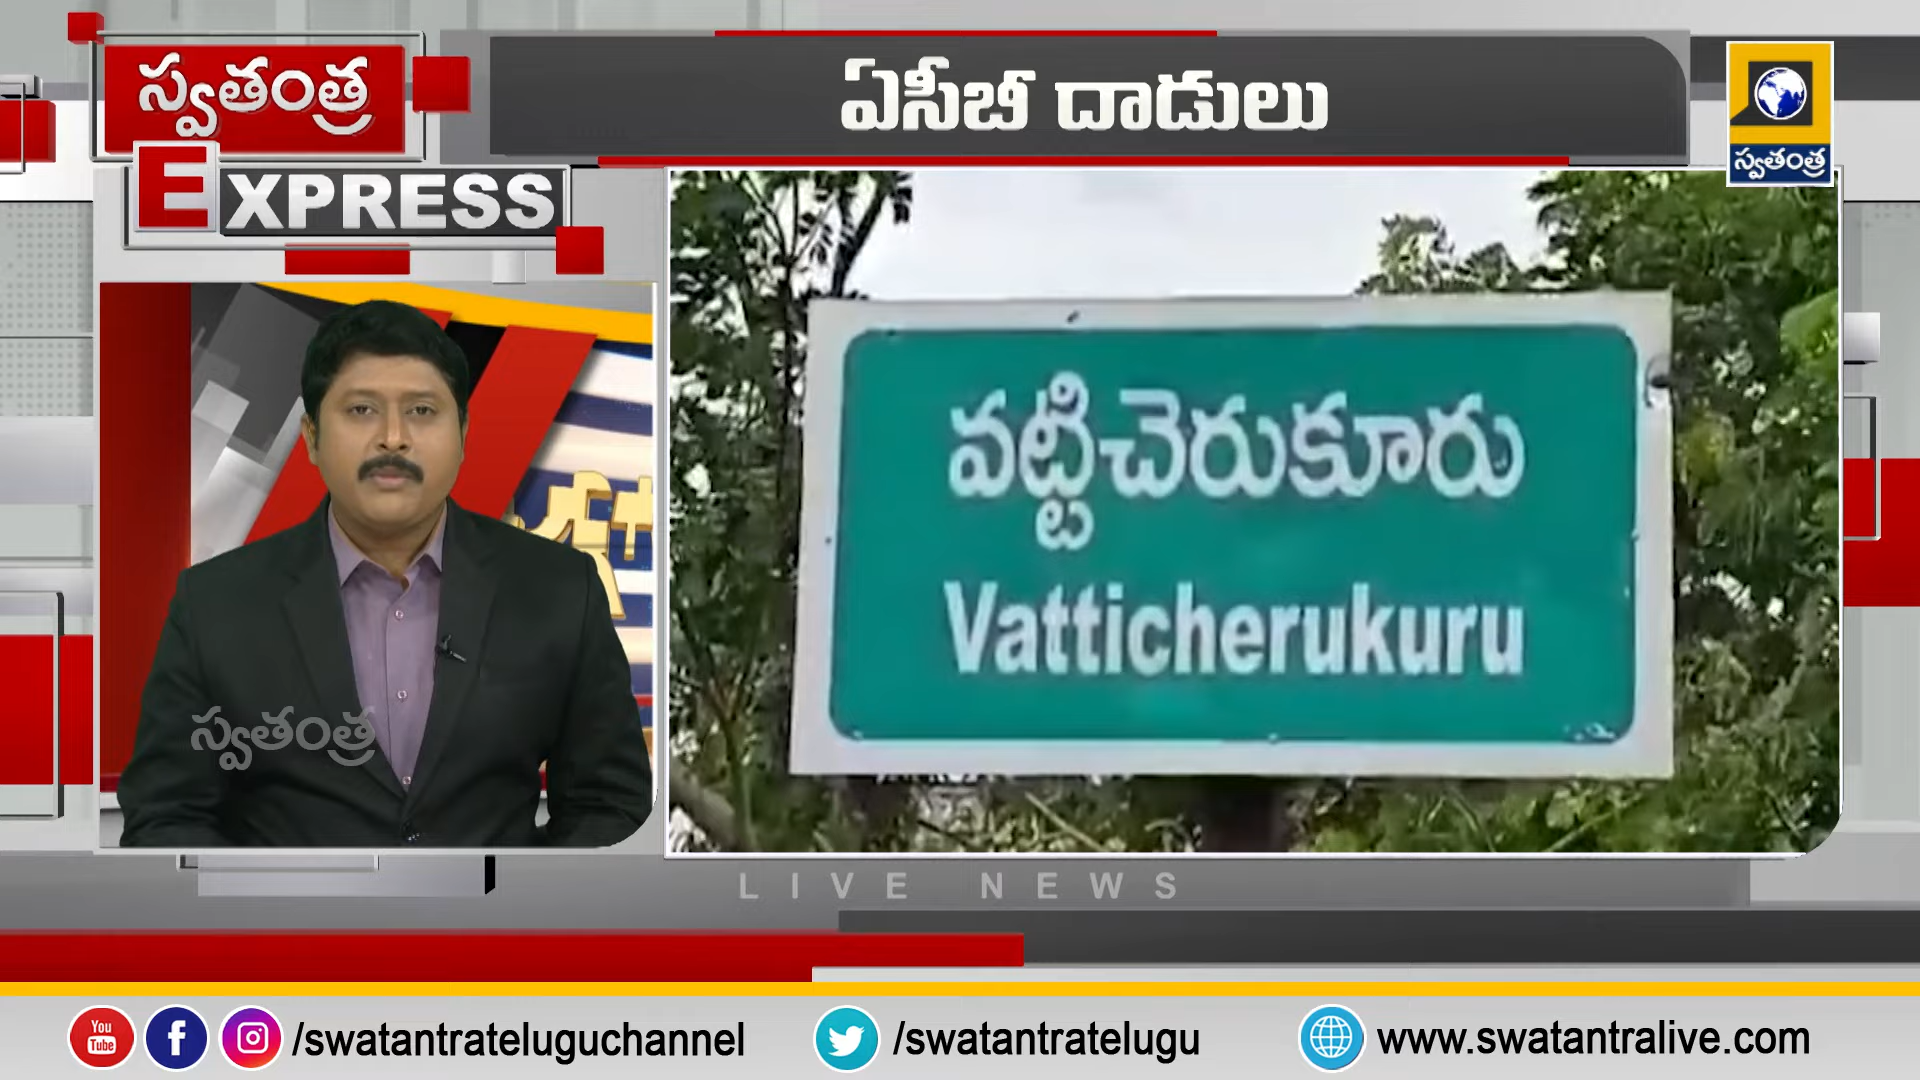 స్వతంత్ర
EXPRESS
ఏసీబీ దాడులు
స్వతంత్ర
వట్టిచెరుకూరు
Vatticherukuru
స్వతంత్ర
LIVE NEWS
You Tube
/swatantrateluguchannel
/swatantratelugu
www.swatantralive.com